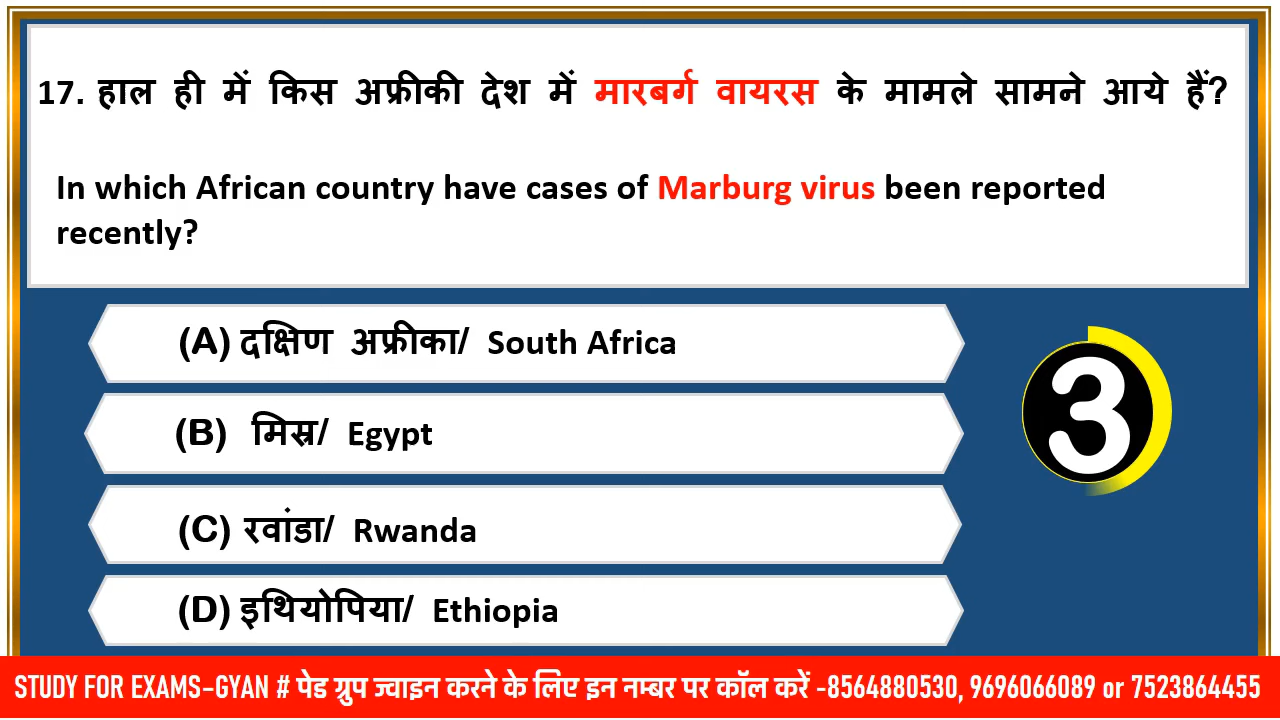 17. हाल ही में किस अफ्रीकी देश में मारबर्ग वायरस के मामले सामने आये हैं?
In which African country have cases of Marburg virus been reported
recently?
(A) दक्षिण अफ्रीका/ South Africa
(B) मिस्र/ Egypt
(C) रवांडा/ Rwanda
(D) इथियोपिया/ Ethiopia
3
STUDY FOR EXAMS-GYAN # पेड ग्रुप ज्वाइन करने के लिए इन नम्बर पर कॉल करें -8564880530, 9696066089 or 7523864455